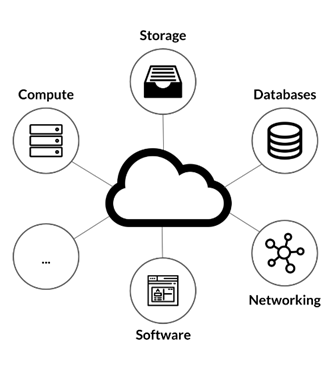 Storage
Compute
Databases
...
Networking
Software